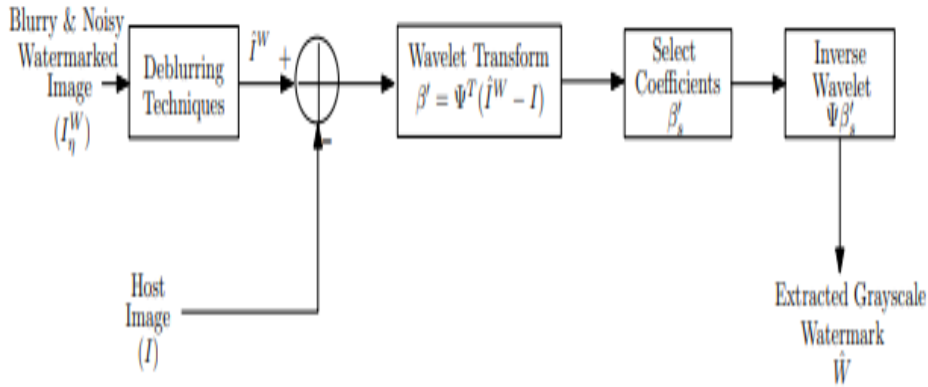 Blurry & Noisy
Watermarked
Image
(I_η^W)
Deblurring
Techniques
Î^W
+
-
Wavelet Transform
β′ = Ψ^T(Î^W − I)
Select
Coefficients
β′_s
Inverse
Wavelet
Ψβ′_s
Host
Image
(I)
Extracted Grayscale
Watermark
Ŵ